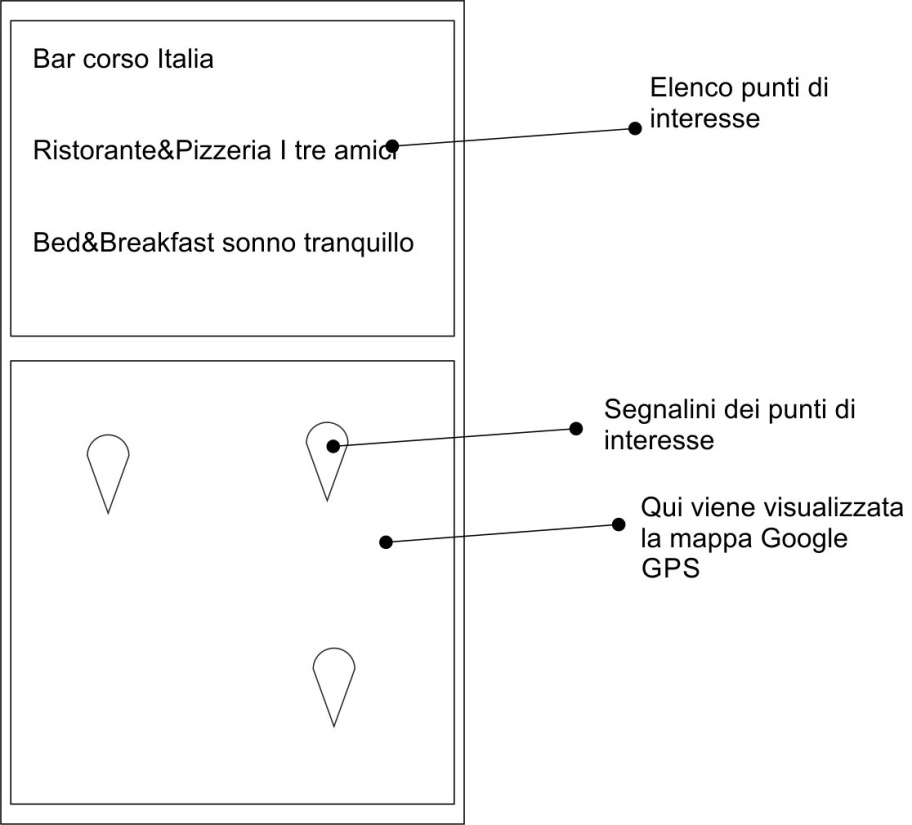 Bar corso Italia
Ristorante&Pizzeria I tre amici
Bed&Breakfast sonno tranquillo
Elenco punti di
interesse
Segnalini dei punti di
interesse
Qui viene visualizzata
la mappa Google
GPS